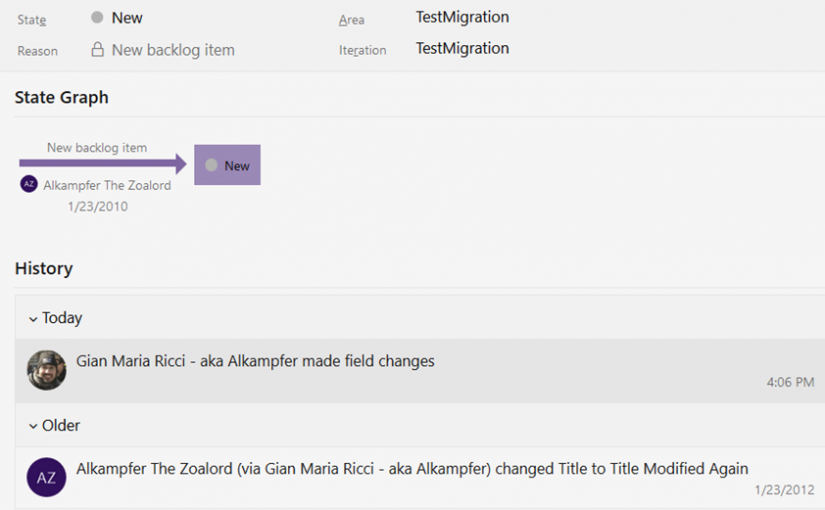 State New Area TestMigration
Reason New backlog item Iteration TestMigration
State Graph
New backlog item
New
AZ Alkampfer The Zoalord
1/23/2010
History
Today
Gian Maria Ricci - aka Alkampfer made field changes
4:06 PM
Older
AZ Alkampfer The Zoalord (via Gian Maria Ricci - aka Alkampfer) changed Title to Title Modified Again
1/23/2012